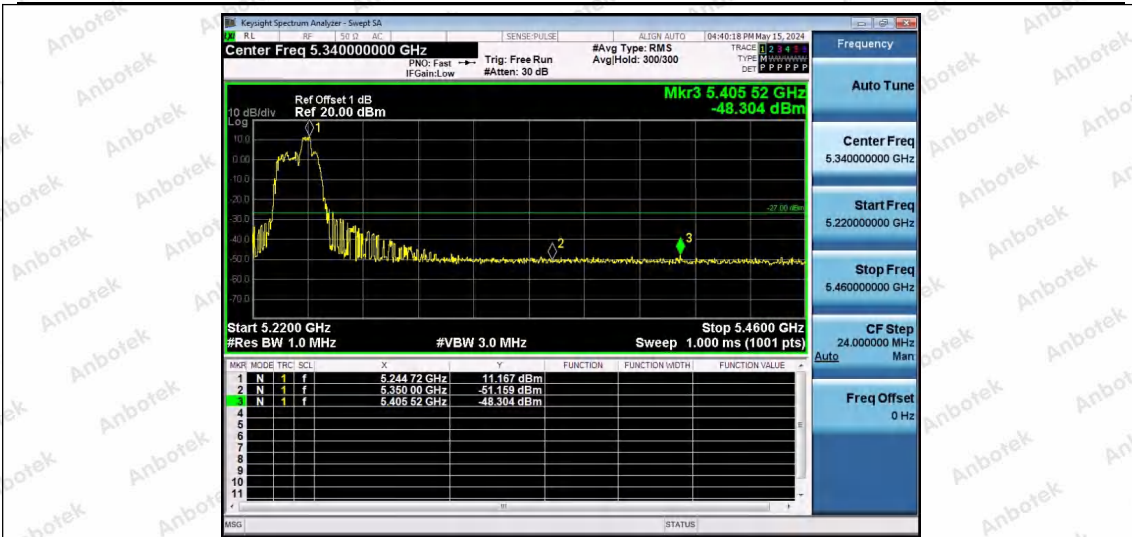 Keysight Spectrum Analyzer - Swept SA
RL RF 50 Ω AC SENSE:PULSE ALIGN AUTO 04:40:18 PM May 15, 2024
Center Freq 5.340000000 GHz
PNO: Fast
IFGain:Low
Trig: Free Run
#Atten: 30 dB
#Avg Type: RMS
Avg|Hold: 300/300
TRACE 1 2 3 4 5 6
TYPE M
DET P P P P P P
Mkr3 5.405 52 GHz
-48.304 dBm
Ref Offset 1 dB
10 dB/div Ref 20.00 dBm
Log
10.0
0.00
-10.0
-20.0
-30.0
-40.0
-50.0
-60.0
-70.0
-27.00 dBm
1
2
3
Start 5.2200 GHz Stop 5.4600 GHz
#Res BW 1.0 MHz #VBW 3.0 MHz Sweep 1.000 ms (1001 pts)
MKR MODE TRC SCL X Y FUNCTION FUNCTION WIDTH FUNCTION VALUE
1 N 1 f 5.244 72 GHz 11.167 dBm
2 N 1 f 5.350 00 GHz -51.159 dBm
3 N 1 f 5.405 52 GHz -48.304 dBm
4
5
6
7
8
9
10
11
MSG STATUS
Frequency
Auto Tune
Center Freq
5.340000000 GHz
Start Freq
5.220000000 GHz
Stop Freq
5.460000000 GHz
CF Step
24.000000 MHz
Auto Man
Freq Offset
0 Hz
Anbotek